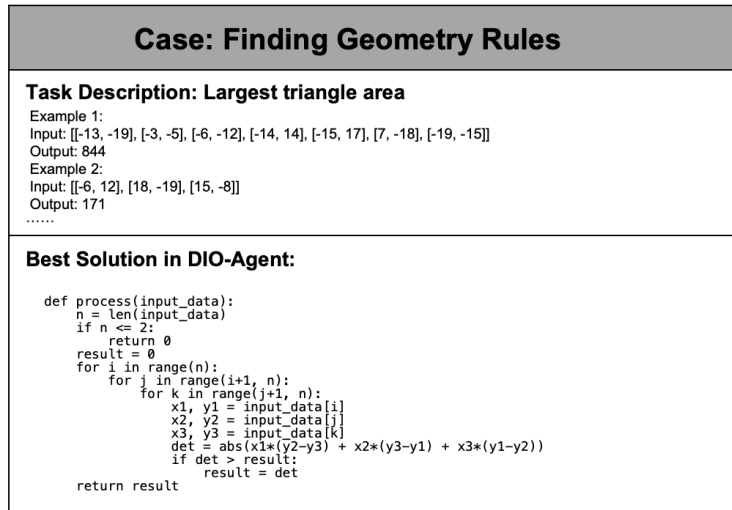 Case: Finding Geometry Rules
Task Description: Largest triangle area
Example 1:
Input: [[-13, -19], [-3, -5], [-6, -12], [-14, 14], [-15, 17], [7, -18], [-19, -15]]
Output: 844
Example 2:
Input: [[-6, 12], [18, -19], [15, -8]]
Output: 171
......
Best Solution in DIO-Agent:
def process(input_data):
    n = len(input_data)
    if n <= 2:
        return 0
    result = 0
    for i in range(n):
        for j in range(i+1, n):
            for k in range(j+1, n):
                x1, y1 = input_data[i]
                x2, y2 = input_data[j]
                x3, y3 = input_data[k]
                det = abs(x1*(y2-y3) + x2*(y3-y1) + x3*(y1-y2))
                if det > result:
                    result = det
    return result